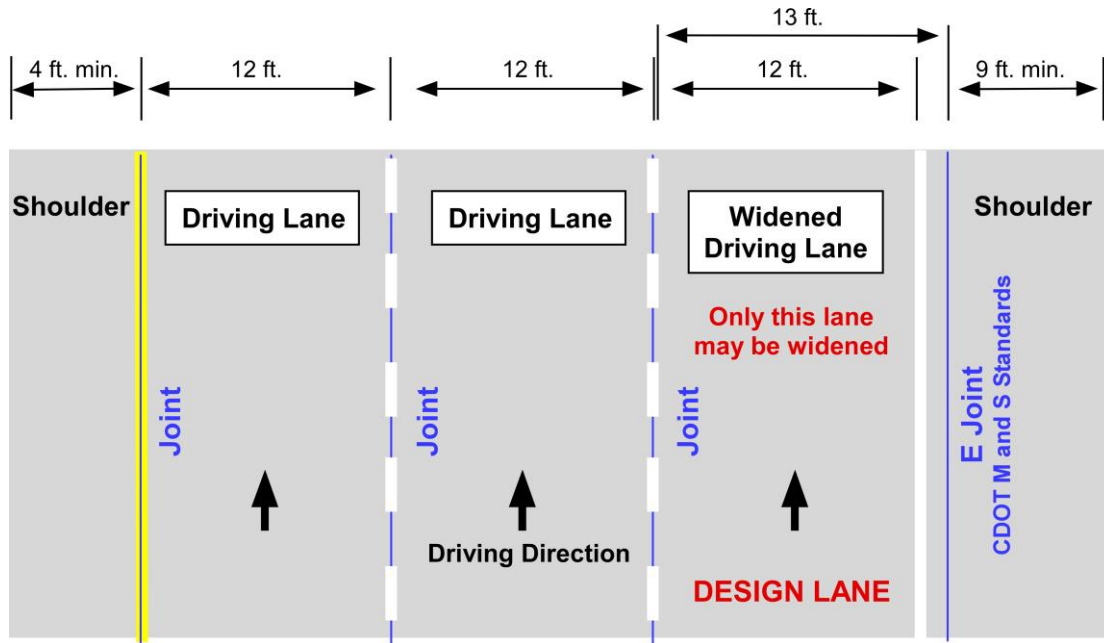 13 ft.
4 ft. min.
12 ft.
12 ft.
12 ft.
9 ft. min.
Shoulder
Driving Lane
Driving Lane
Widened
Driving Lane
Shoulder
Only this lane
may be widened
Joint
Joint
Joint
E Joint
CDOT M and S Standards
Driving Direction
DESIGN LANE